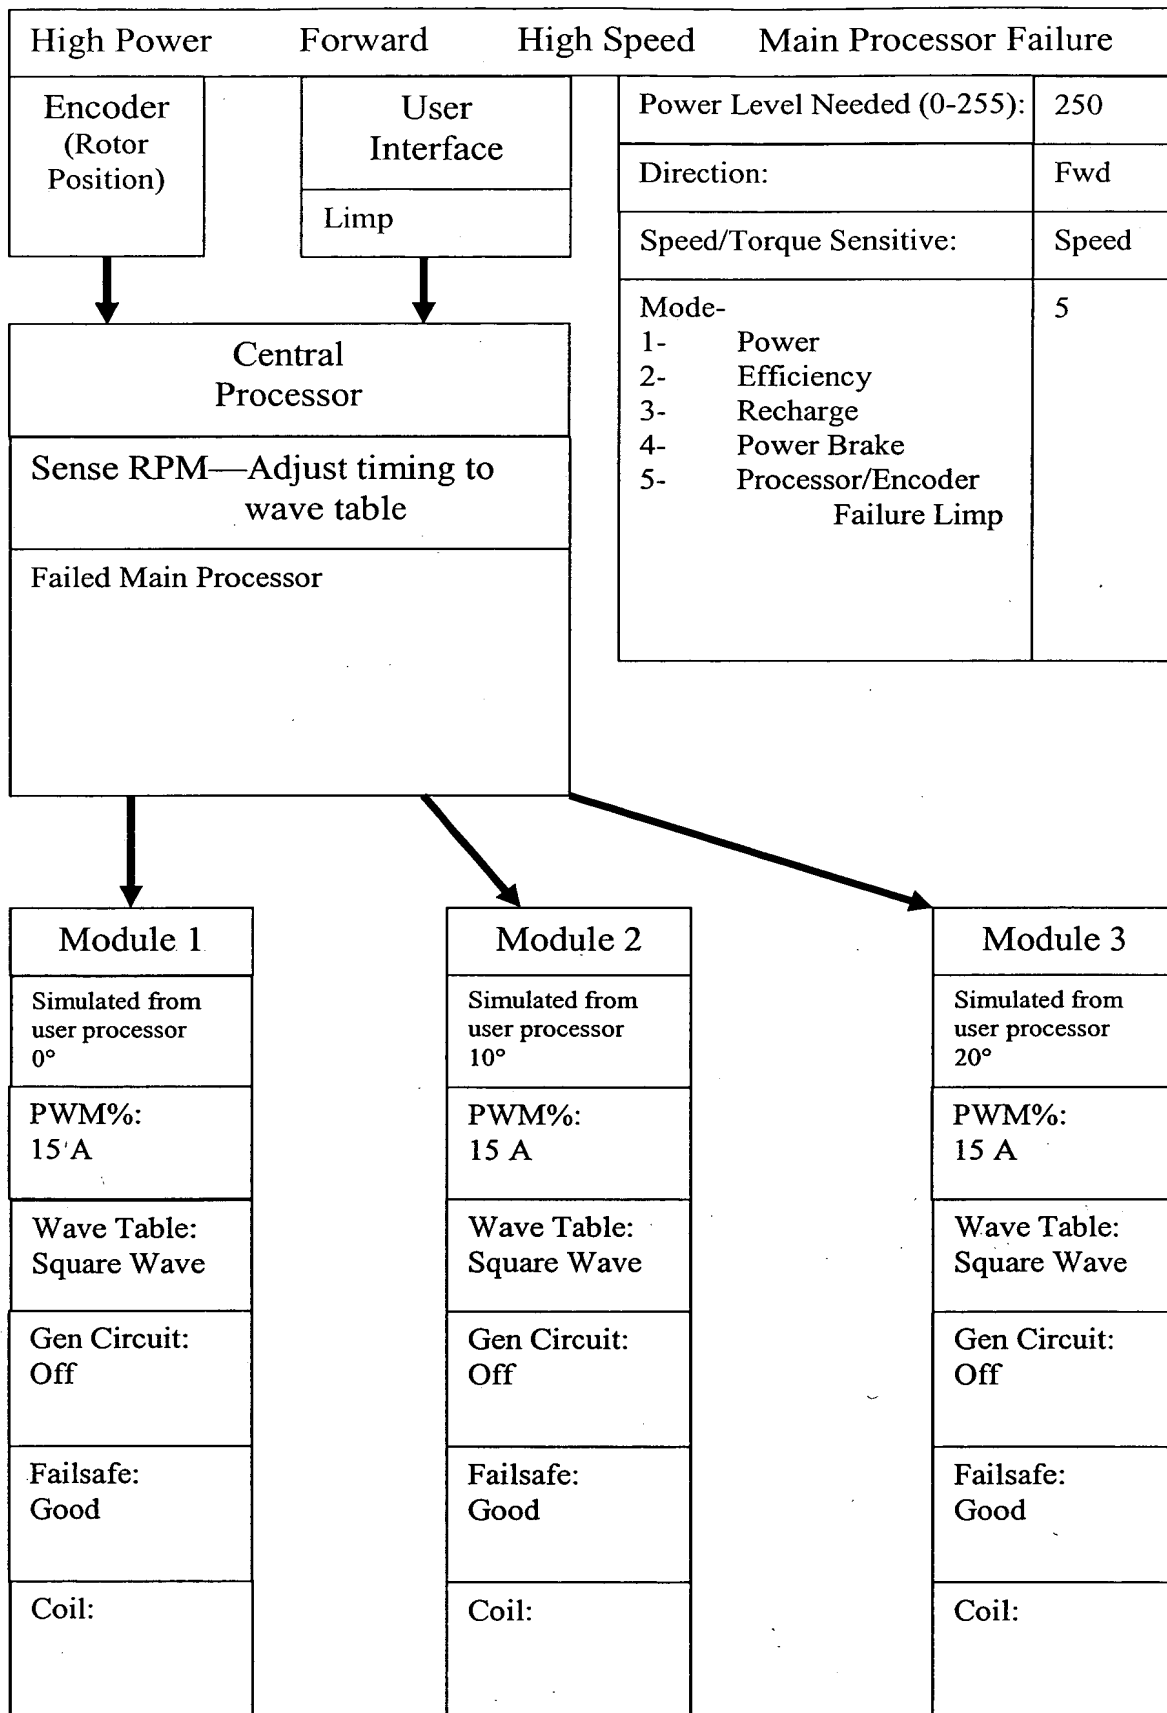 High Power Forward High Speed Main Processor Failure
Encoder
(Rotor
Position)
User
Interface
Limp
Power Level Needed (0-255): 250
Direction: Fwd
Speed/Torque Sensitive: Speed
Mode- 5
1- Power
2- Efficiency
3- Recharge
4- Power Brake
5- Processor/Encoder
Failure Limp
Central
Processor
Sense RPM—Adjust timing to
wave table
Failed Main Processor
Module 1
Simulated from
user processor
0°
PWM%:
15 A
Wave Table:
Square Wave
Gen Circuit:
Off
Failsafe:
Good
Coil:
Module 2
Simulated from
user processor
10°
PWM%:
15 A
Wave Table:
Square Wave
Gen Circuit:
Off
Failsafe:
Good
Coil:
Module 3
Simulated from
user processor
20°
PWM%:
15 A
Wave Table:
Square Wave
Gen Circuit:
Off
Failsafe:
Good
Coil: